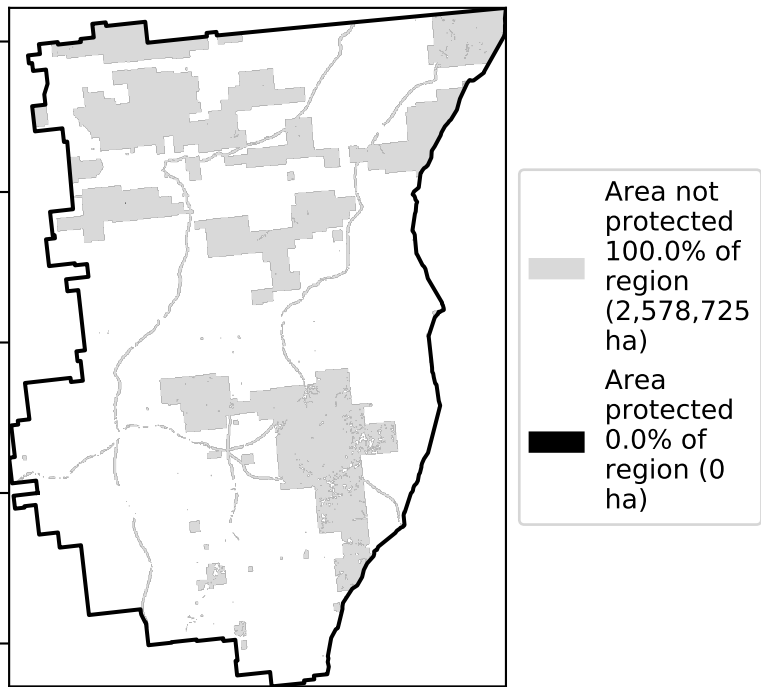 Area not
protected
100.0% of
region
(2,578,725
ha)
Area
protected
0.0% of
region (0
ha)